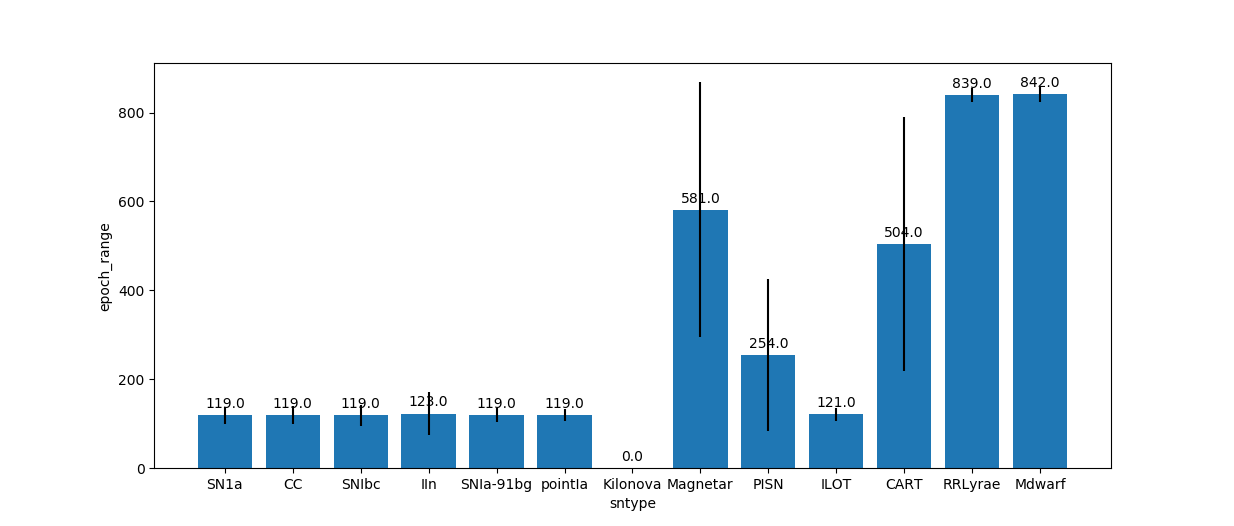 epoch_range
800
600
400
200
0
119.0 119.0 119.0 123.0 119.0 119.0 0.0 581.0 254.0 121.0 504.0 839.0 842.0
SN1a CC SNIbc IIn SNIa-91bg pointIa Kilonova Magnetar PISN ILOT CART RRLyrae Mdwarf
sntype